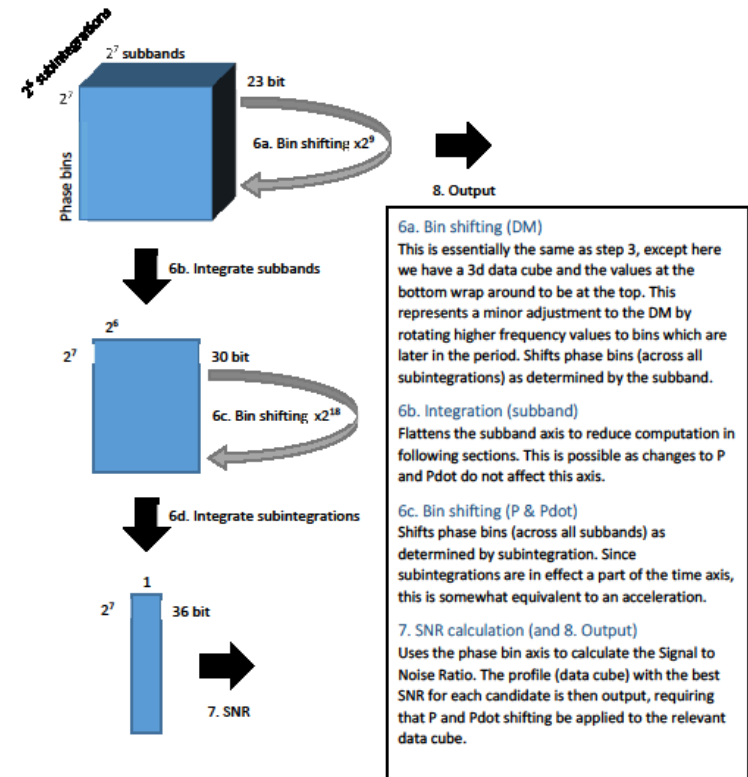 2⁶ subintegrations
2⁷ subbands
2⁷
23 bit
Phase bins
6a. Bin shifting x2⁹
8. Output
6b. Integrate subbands
2⁶
2⁷
30 bit
6c. Bin shifting x2¹⁸
6d. Integrate subintegrations
1
2⁷
36 bit
7. SNR
6a. Bin shifting (DM)
This is essentially the same as step 3, except here
we have a 3d data cube and the values at the
bottom wrap around to be at the top. This
represents a minor adjustment to the DM by
rotating higher frequency values to bins which are
later in the period. Shifts phase bins (across all
subintegrations) as determined by the subband.
6b. Integration (subband)
Flattens the subband axis to reduce computation in
following sections. This is possible as changes to P
and Pdot do not affect this axis.
6c. Bin shifting (P & Pdot)
Shifts phase bins (across all subbands) as
determined by subintegration. Since
subintegrations are in effect a part of the time axis,
this is somewhat equivalent to an acceleration.
7. SNR calculation (and 8. Output)
Uses the phase bin axis to calculate the Signal to
Noise Ratio. The profile (data cube) with the best
SNR for each candidate is then output, requiring
that P and Pdot shifting be applied to the relevant
data cube.